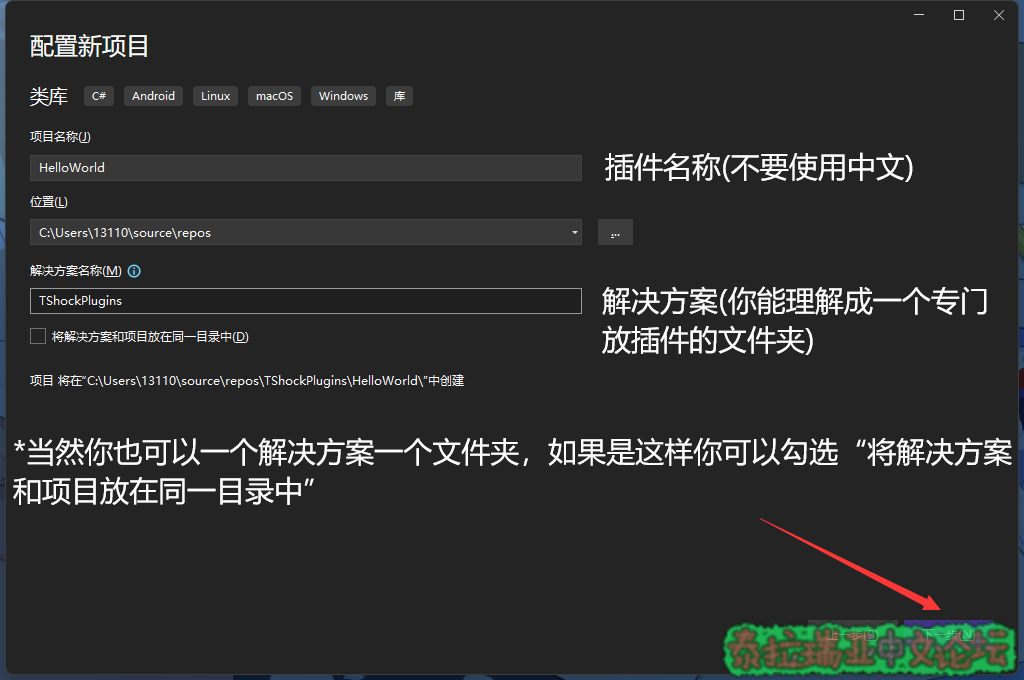 配置新项目
类库 C# Android Linux macOS Windows 库
项目名称(J)
HelloWorld
插件名称(不要使用中文)
位置(L)
C:\Users\13110\source\repos
...
解决方案名称(M)
TShockPlugins
解决方案(你能理解成一个专门
放插件的文件夹)
将解决方案和项目放在同一目录中(D)
项目 将在“C:\Users\13110\source\repos\TShockPlugins\HelloWorld\”中创建
*当然你也可以一个解决方案一个文件夹，如果是这样你可以勾选“将解决方案
和项目放在同一目录中”
上一步(B) 下一步(N)
泰拉瑞亚中文论坛